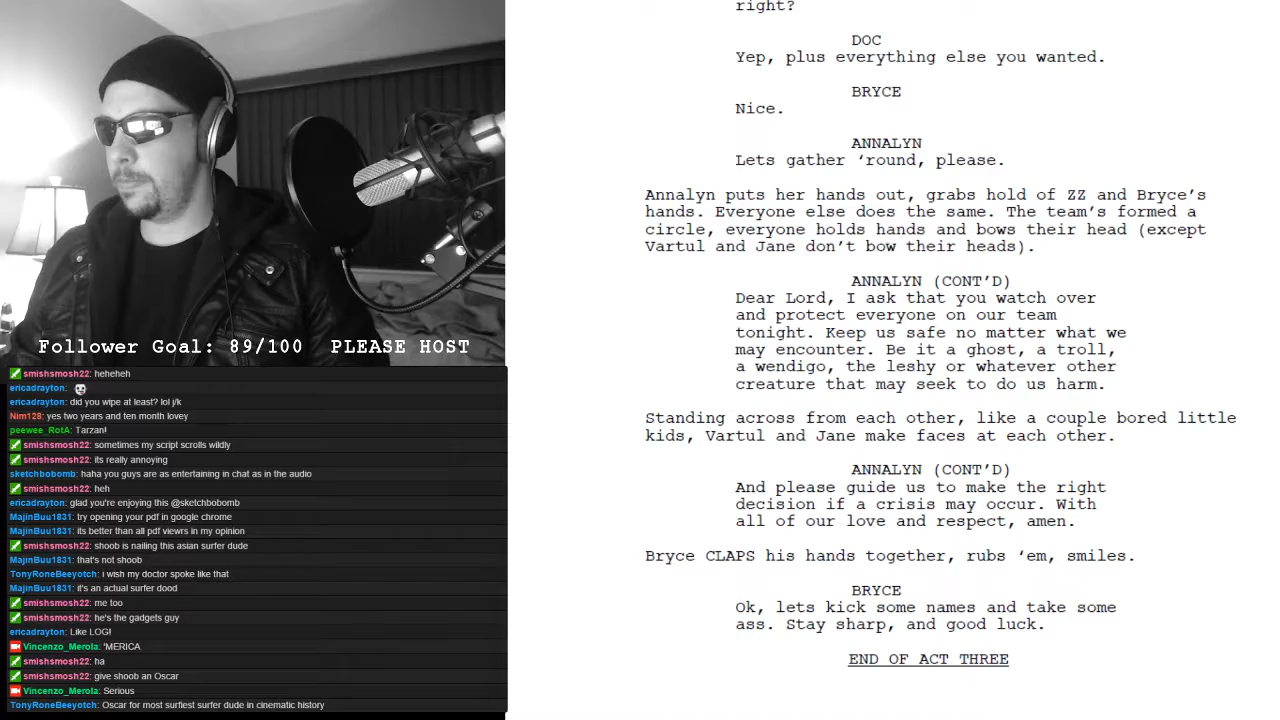 right?
DOC
Yep, plus everything else you wanted.
BRYCE
Nice.
ANNALYN
Lets gather ‘round, please.
Annalyn puts her hands out, grabs hold of ZZ and Bryce’s
hands. Everyone else does the same. The team’s formed a
circle, everyone holds hands and bows their head (except
Vartul and Jane don’t bow their heads).
ANNALYN (CONT’D)
Dear Lord, I ask that you watch over
and protect everyone on our team
tonight. Keep us safe no matter what we
may encounter. Be it a ghost, a troll,
a wendigo, the leshy or whatever other
creature that may seek to do us harm.
Standing across from each other, like a couple bored little
kids, Vartul and Jane make faces at each other.
ANNALYN (CONT’D)
And please guide us to make the right
decision if a crisis may occur. With
all of our love and respect, amen.
Bryce CLAPS his hands together, rubs ‘em, smiles.
BRYCE
Ok, lets kick some names and take some
ass. Stay sharp, and good luck.
END OF ACT THREE
Follower Goal: 89/100 PLEASE HOST
smishsmosh22: heheheh
ericadrayton:
ericadrayton: did you wipe at least? lol j/k
Nim128: yes two years and ten month lovey
peewee_RotA: Tarzan!
smishsmosh22: sometimes my script scrolls wildly
smishsmosh22: its really annoying
sketchbobomb: haha you guys are as entertaining in chat as in the audio
smishsmosh22: heh
ericadrayton: glad you're enjoying this @sketchbobomb
MajinBuu1831: try opening your pdf in google chrome
MajinBuu1831: its better than all pdf viewrs in my opinion
smishsmosh22: shoob is nailing this asian surfer dude
MajinBuu1831: that's not shoob
TonyRoneBeeyotch: i wish my doctor spoke like that
MajinBuu1831: it's an actual surfer dood
smishsmosh22: me too
smishsmosh22: he's the gadgets guy
ericadrayton: Like LOG!
Vincenzo_Merola: 'MERICA
smishsmosh22: ha
smishsmosh22: give shoob an Oscar
Vincenzo_Merola: Serious
TonyRoneBeeyotch: Oscar for most surfiest surfer dude in cinematic history